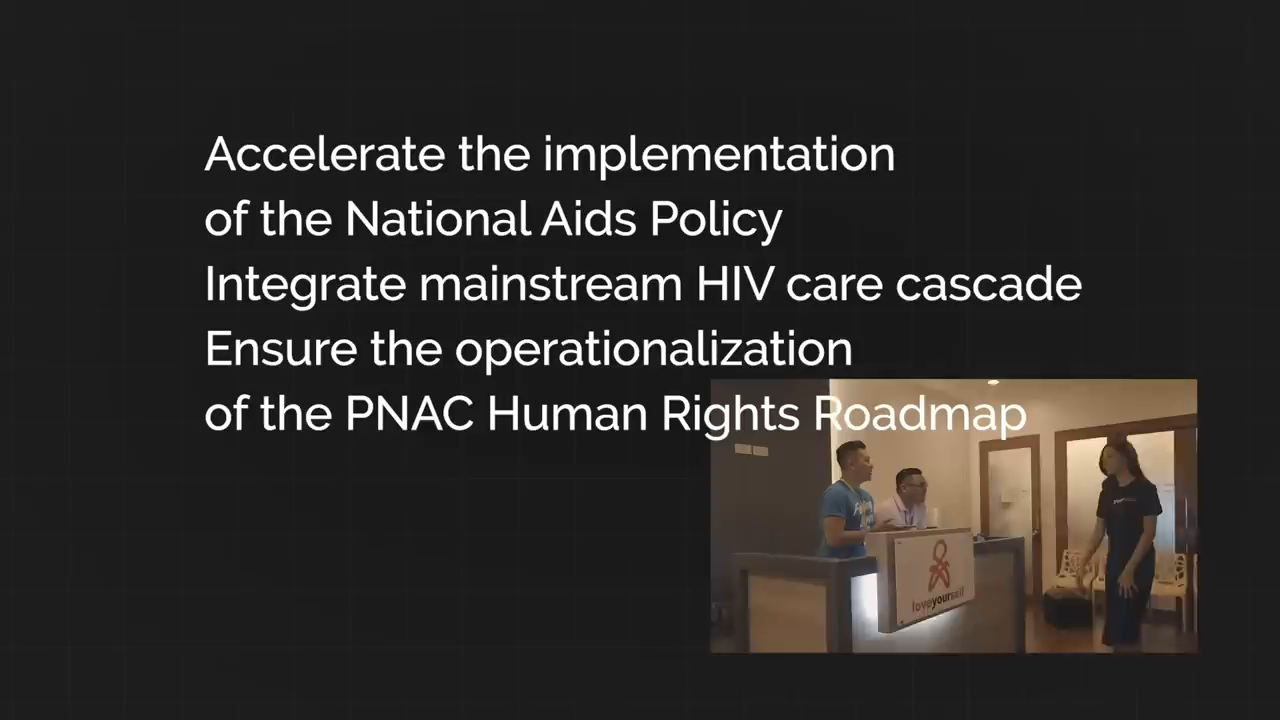 Accelerate the implementation
of the National Aids Policy
Integrate mainstream HIV care cascade
Ensure the operationalization
of the PNAC Human Rights Roadmap
loveyourself